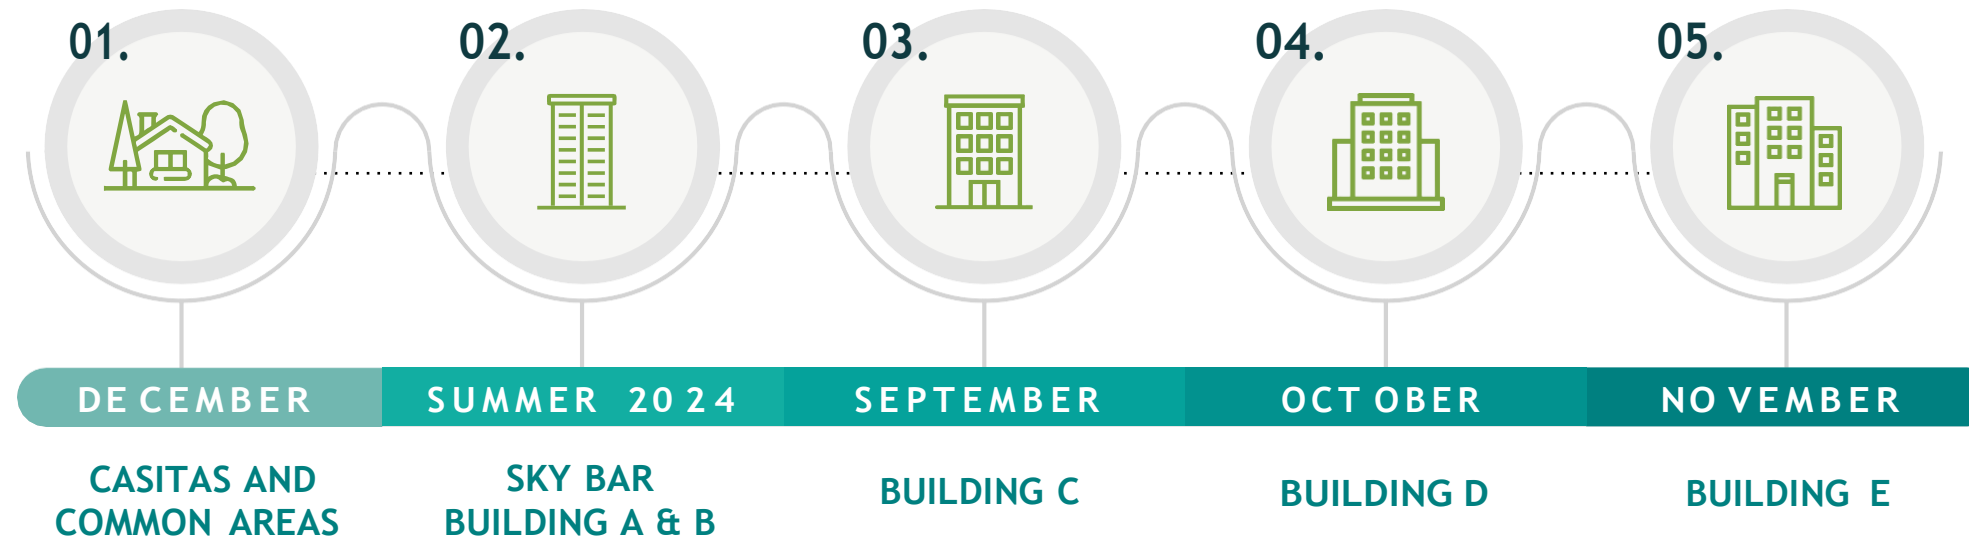 01.
02.
03.
04.
05.
DECEMBER
SUMMER 2024
SEPTEMBER
OCTOBER
NOVEMBER
CASITAS AND
COMMON AREAS
SKY BAR
BUILDING A & B
BUILDING C
BUILDING D
BUILDING E